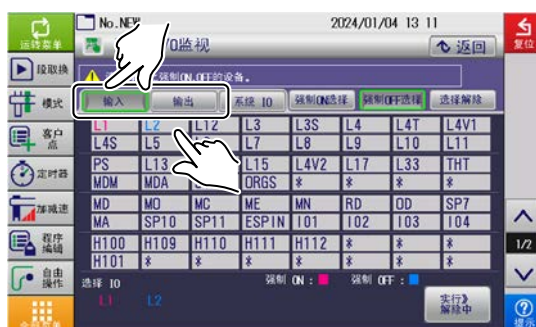 No.NEW 2024/01/04 13 11
运转菜单 I/O监视 返回 复位
段取换 强制ON.OFF的设备。
模式 输入 输出 系统 IO 强制ON选择 强制OFF选择 选择解除
L1 L2 L12 L3 L3S L4 L4T L4V1
客户点 L4S L5 L7 L8 L9 L10 L11
PS L13 L15 L4V2 L17 L33 THT
定时器 MDM MDA ORGS * * * *
MD MO MC ME MN RD OD SP7
加减速 MA SP10 SP11 ESPIN I01 I02 I03 I04
程序编辑 H100 H109 H110 H111 H112 * * * 1/2
H101 * * * * * * *
自由操作 选择 IO 强制 ON : 强制 OFF :
L1 L2 实行》解除中
提示